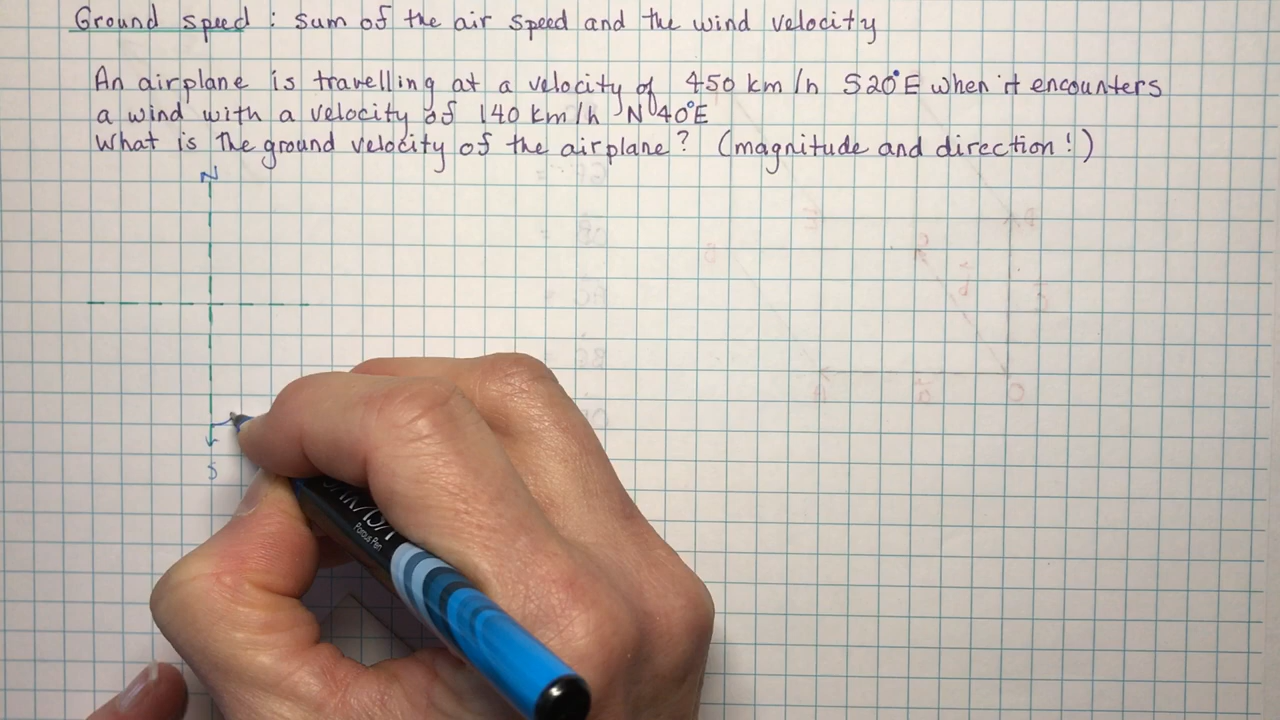 Ground speed : sum of the air speed and the wind velocity
An airplane is travelling at a velocity of 450 km/h S20°E when it encounters
a wind with a velocity of 140 km/h N40°E
What is the ground velocity of the airplane? (magnitude and direction!)
N
S
Porous Pen